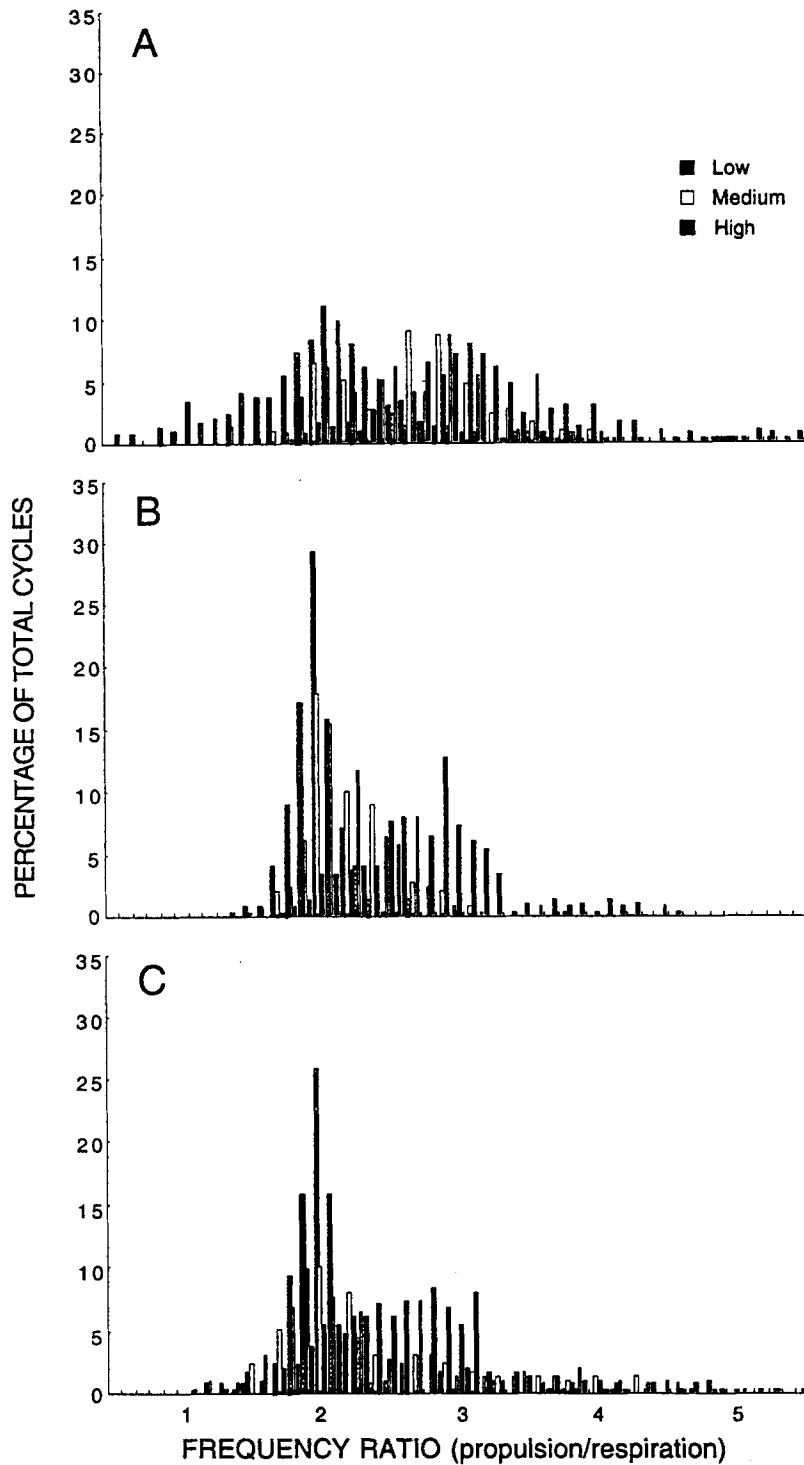 35
A
30
25
Low
20
Medium
High
15
10
5
0
35
B
30
25
20
15
10
5
0
35
C
30
25
20
15
10
5
0
1 2 3 4 5
PERCENTAGE OF TOTAL CYCLES
FREQUENCY RATIO (propulsion/respiration)